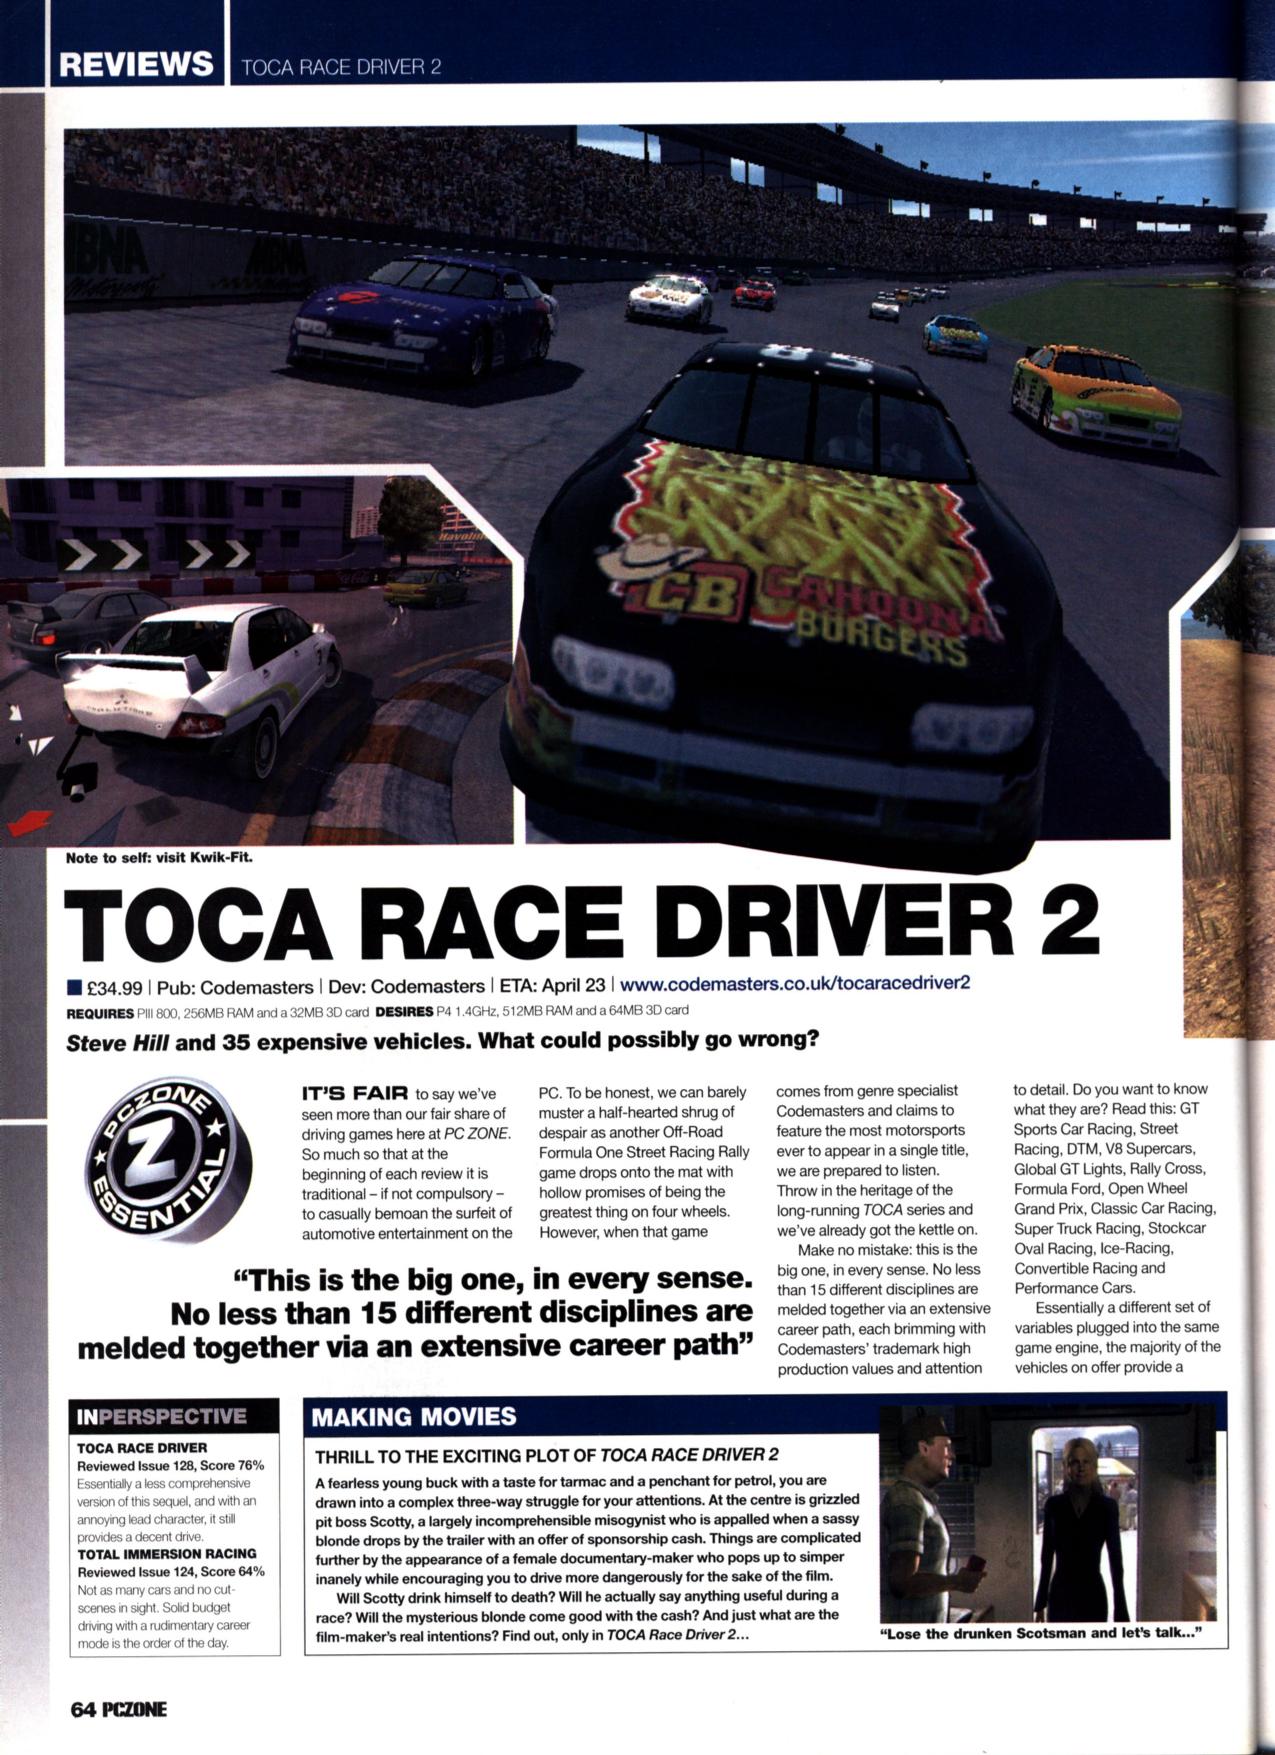 REVIEWS
TOCA RACE DRIVER 2
MBNA
Motorsport
MBNA
Havoline
83
GB
CAHOONA
BURGERS
EVOLUTION
Note to self: visit Kwik-Fit.
TOCA RACE DRIVER 2
£34.99 | Pub: Codemasters | Dev: Codemasters | ETA: April 23 | www.codemasters.co.uk/tocaracedriver2
REQUIRES PIII 800, 256MB RAM and a 32MB 3D card DESIRES P4 1.4GHz, 512MB RAM and a 64MB 3D card
Steve Hill and 35 expensive vehicles. What could possibly go wrong?
PCZONE
Z
ESSENTIAL
IT'S FAIR to say we've
seen more than our fair share of
driving games here at PC ZONE.
So much so that at the
beginning of each review it is
traditional – if not compulsory –
to casually bemoan the surfeit of
automotive entertainment on the
PC. To be honest, we can barely
muster a half-hearted shrug of
despair as another Off-Road
Formula One Street Racing Rally
game drops onto the mat with
hollow promises of being the
greatest thing on four wheels.
However, when that game
comes from genre specialist
Codemasters and claims to
feature the most motorsports
ever to appear in a single title,
we are prepared to listen.
Throw in the heritage of the
long-running TOCA series and
we've already got the kettle on.
Make no mistake: this is the
big one, in every sense. No less
than 15 different disciplines are
melded together via an extensive
career path, each brimming with
Codemasters' trademark high
production values and attention
to detail. Do you want to know
what they are? Read this: GT
Sports Car Racing, Street
Racing, DTM, V8 Supercars,
Global GT Lights, Rally Cross,
Formula Ford, Open Wheel
Grand Prix, Classic Car Racing,
Super Truck Racing, Stockcar
Oval Racing, Ice-Racing,
Convertible Racing and
Performance Cars.
Essentially a different set of
variables plugged into the same
game engine, the majority of the
vehicles on offer provide a
“This is the big one, in every sense.
No less than 15 different disciplines are
melded together via an extensive career path”
INPERSPECTIVE
TOCA RACE DRIVER
Reviewed Issue 128, Score 76%
Essentially a less comprehensive
version of this sequel, and with an
annoying lead character, it still
provides a decent drive.
TOTAL IMMERSION RACING
Reviewed Issue 124, Score 64%
Not as many cars and no cut-
scenes in sight. Solid budget
driving with a rudimentary career
mode is the order of the day.
MAKING MOVIES
THRILL TO THE EXCITING PLOT OF TOCA RACE DRIVER 2
A fearless young buck with a taste for tarmac and a penchant for petrol, you are
drawn into a complex three-way struggle for your attentions. At the centre is grizzled
pit boss Scotty, a largely incomprehensible misogynist who is appalled when a sassy
blonde drops by the trailer with an offer of sponsorship cash. Things are complicated
further by the appearance of a female documentary-maker who pops up to simper
inanely while encouraging you to drive more dangerously for the sake of the film.
Will Scotty drink himself to death? Will he actually say anything useful during a
race? Will the mysterious blonde come good with the cash? And just what are the
film-maker's real intentions? Find out, only in TOCA Race Driver 2...
“Lose the drunken Scotsman and let's talk...”
64 PCZONE